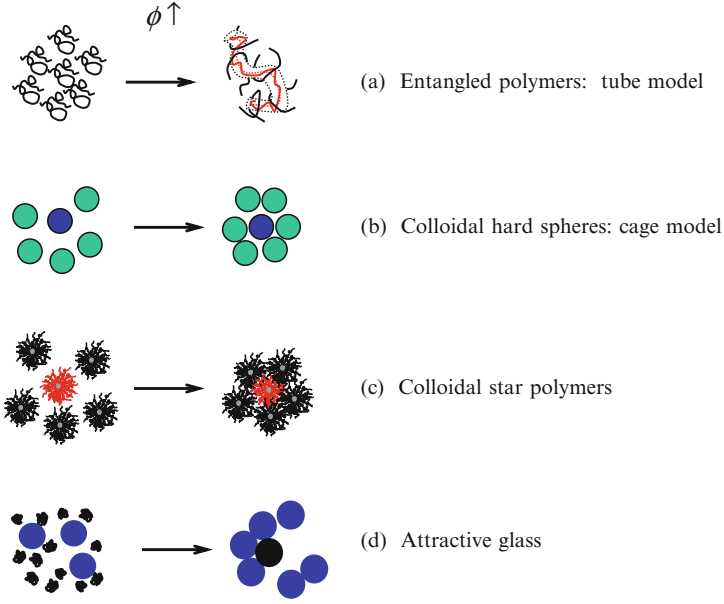 ϕ↑
(a) Entangled polymers: tube model
(b) Colloidal hard spheres: cage model
(c) Colloidal star polymers
(d) Attractive glass